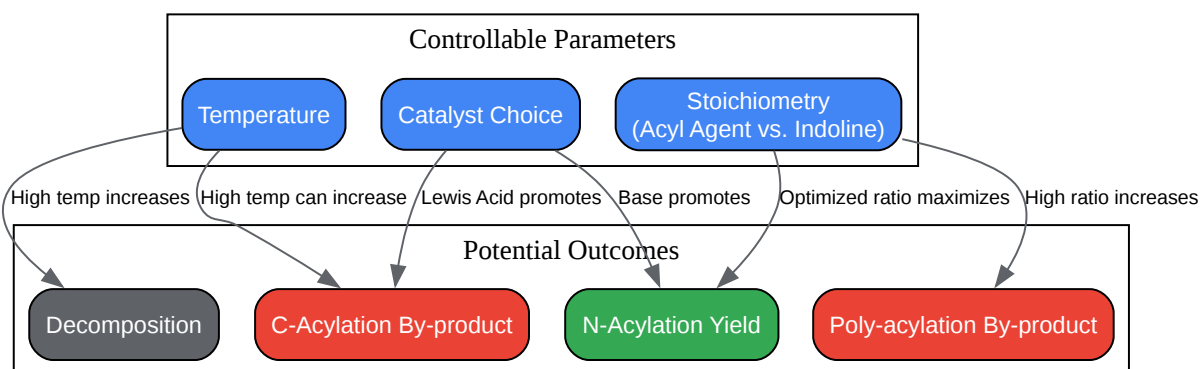 Controllable Parameters
Temperature
Catalyst Choice
Stoichiometry
(Acyl Agent vs. Indoline)
High temp increases
High temp can increase
Lewis Acid promotes
Base promotes
Optimized ratio maximizes
High ratio increases
Potential Outcomes
Decomposition
C-Acylation By-product
N-Acylation Yield
Poly-acylation By-product